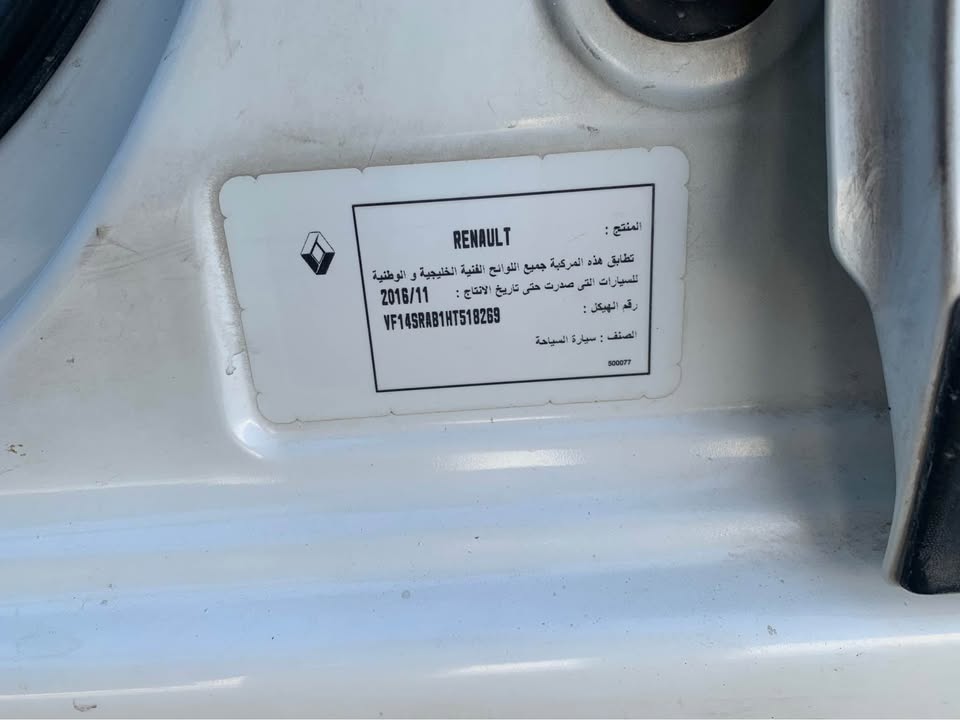 المنتج : RENAULT
تطابق هذه المركبة جميع اللوائح الفنية الخليجية و الوطنية
للسيارات التى صدرت حتى تاريخ الانتاج : 2016/11
رقم الهيكل : VF14SRAB1HT518269
الصنف : سيارة السياحة
500077